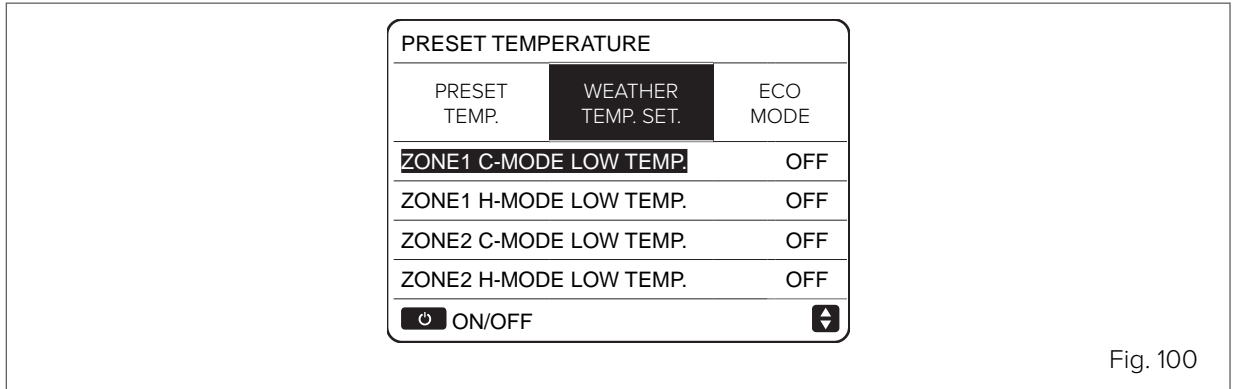 PRESET TEMPERATURE
PRESET TEMP.
WEATHER TEMP. SET.
ECO MODE
ZONE1 C-MODE LOW TEMP. OFF
ZONE1 H-MODE LOW TEMP. OFF
ZONE2 C-MODE LOW TEMP. OFF
ZONE2 H-MODE LOW TEMP. OFF
ON/OFF
Fig. 100